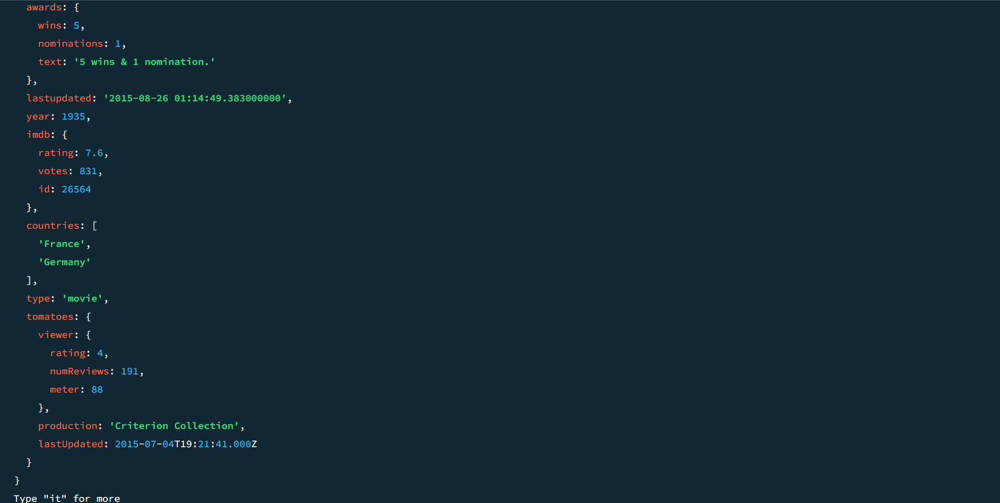 awards: {
wins: 5,
nominations: 1,
text: '5 wins & 1 nomination.'
},
lastupdated: '2015-08-26 01:14:49.383000000',
year: 1935,
imdb: {
rating: 7.6,
votes: 831,
id: 26564
},
countries: [
'France',
'Germany'
],
type: 'movie',
tomatoes: {
viewer: {
rating: 4,
numReviews: 191,
meter: 88
},
production: 'Criterion Collection',
lastUpdated: 2015-07-04T19:21:41.000Z
}
}
Type "it" for more